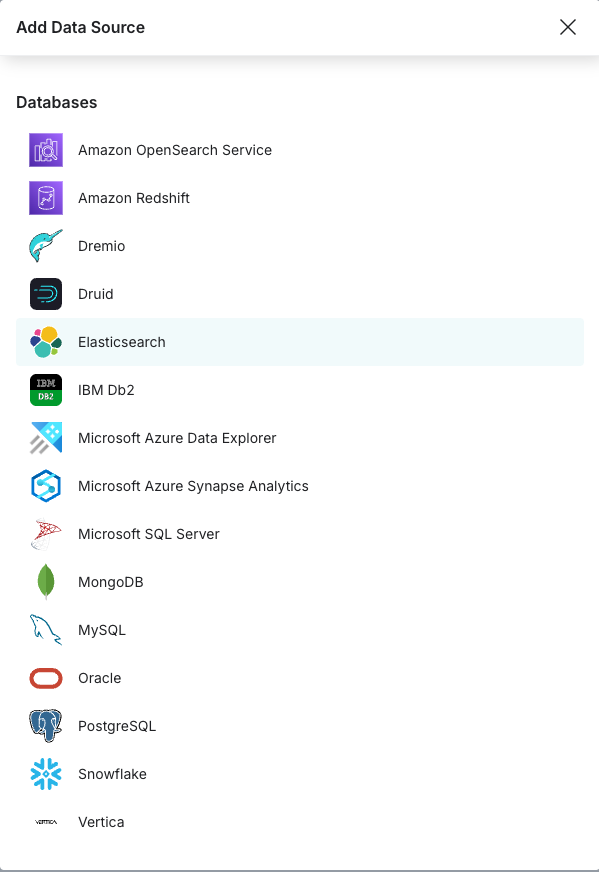 Add Data Source
Databases
Amazon OpenSearch Service
Amazon Redshift
Dremio
Druid
Elasticsearch
IBM
DB2
IBM Db2
Microsoft Azure Data Explorer
Microsoft Azure Synapse Analytics
Microsoft SQL Server
MongoDB
MySQL
Oracle
PostgreSQL
Snowflake
VERTICA
Vertica